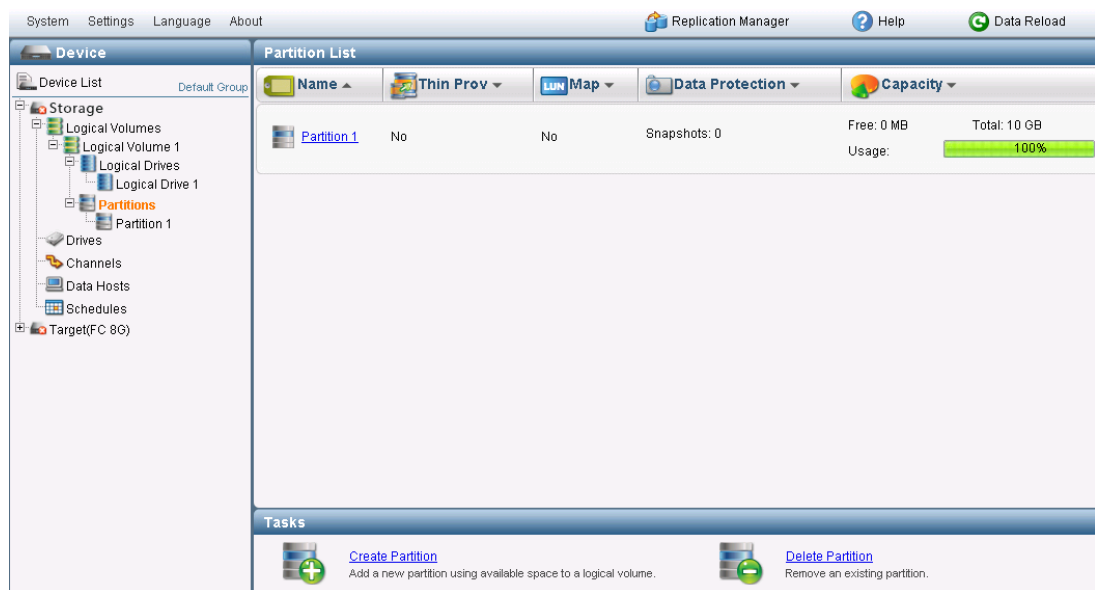 System Settings Language About Replication Manager Help Data Reload
Device
Device List Default Group
Storage
Logical Volumes
Logical Volume 1
Logical Drives
Logical Drive 1
Partitions
Partition 1
Drives
Channels
Data Hosts
Schedules
Target(FC 8G)
Partition List
Name Thin Prov LUN Map Data Protection Capacity
Partition 1 No No Snapshots: 0 Free: 0 MB Total: 10 GB
Usage: 100%
Tasks
Create Partition
Add a new partition using available space to a logical volume.
Delete Partition
Remove an existing partition.